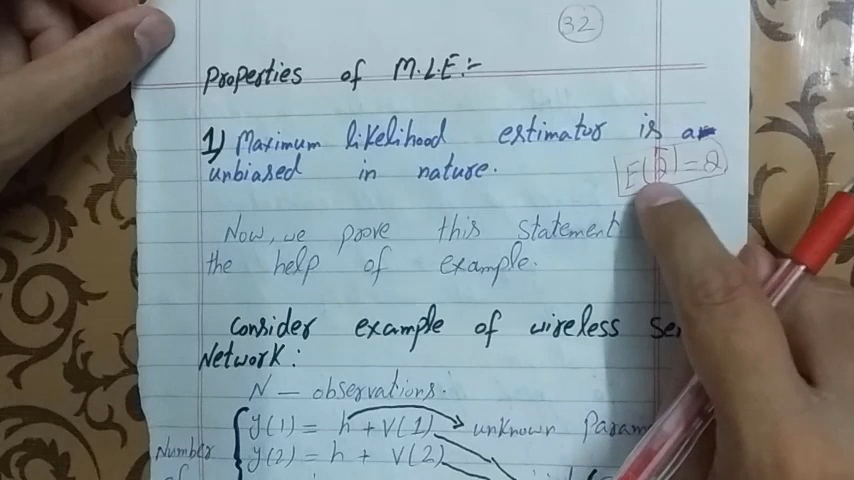 32
Properties of M.L.E:-
1) Maximum likelihood estimator is a
unbiased in nature.
E( ) = 
Now, we prove this statement
the help of example.
Consider example of wireless
Network:
N - observations.
y(1) = h + V(1) unknown
y(2) = h + V(2)
Number
of